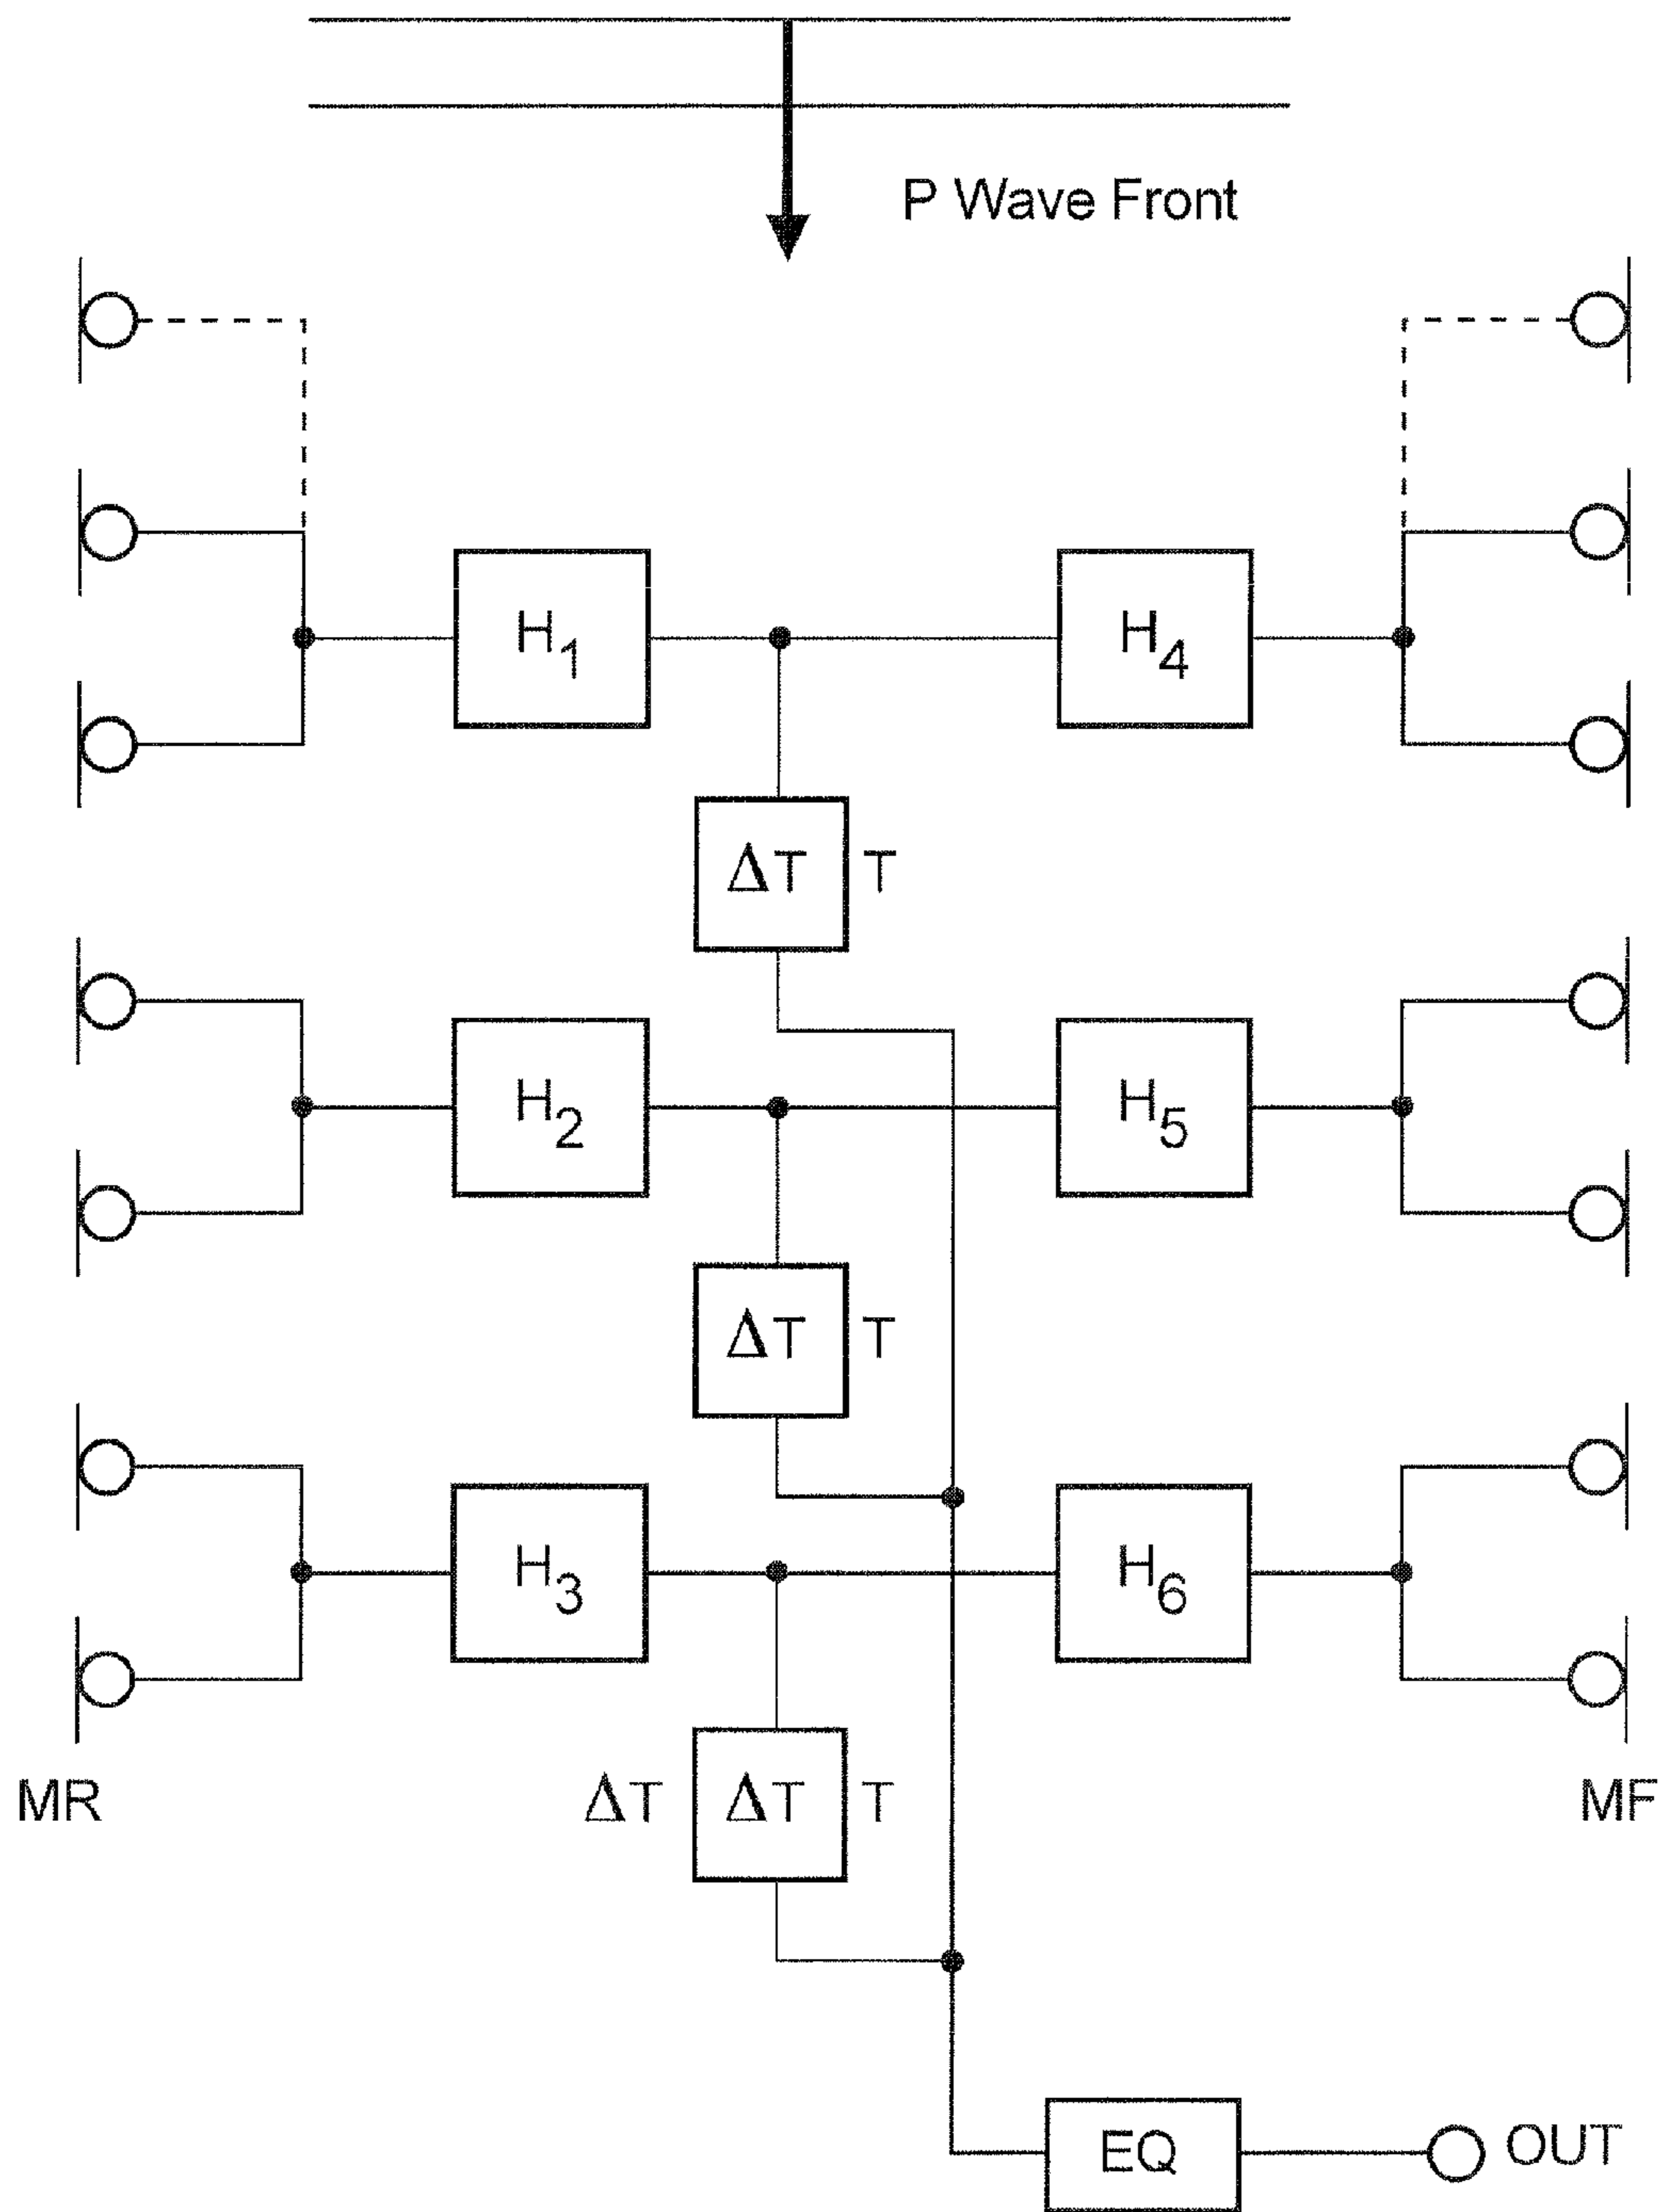 P Wave Front
H1 H4
ΔT T
H2 H5
ΔT T
H3 H6
MR ΔT ΔT T MF
EQ OUT